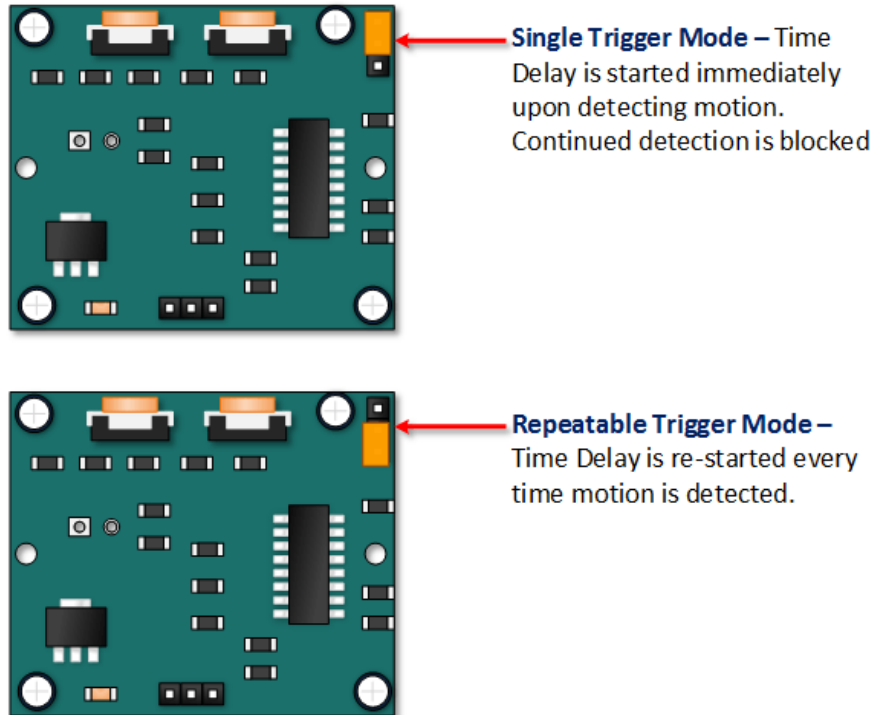 Single Trigger Mode – Time
Delay is started immediately
upon detecting motion.
Continued detection is blocked
Repeatable Trigger Mode –
Time Delay is re-started every
time motion is detected.